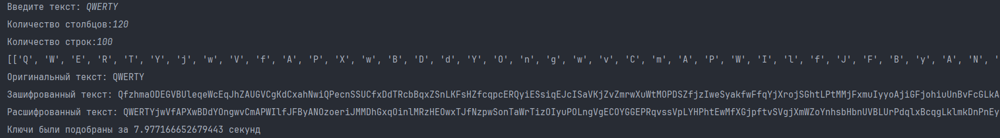 Введите текст: QWERTY
Количество столбцов:120
Количество строк:100
[['Q', 'W', 'E', 'R', 'T', 'Y', 'j', 'w', 'V', 'f', 'A', 'P', 'X', 'w', 'B', 'D', 'd', 'Y', 'O', 'n', 'g', 'w', 'v', 'C', 'm', 'A', 'P', 'W', 'I', 'l', 'f', 'J', 'F', 'B', 'y', 'A', 'N', '
Оригинальный текст: QWERTY
Зашифрованный текст: QfzhmaODEGVBUleqeWcEqJhZAUGVCgKdCxahNwiQPecnSSUCfxDdTRcbBqxZSnLKFsHZfcqpcERQyiESsiqEJcISaVKjZvZmrwXuWtMOPDSZfjzIweSyakfwFfqYjXrojSGhtLPtMMjFxmuIyyoAjiGFjohiuUnBvFcGLkA
Расшифрованный текст: QWERTYjwVfAPXwBDdYOngwvCmAPWIlfJFByANOzoeriJMMDhGxqOinlMRzHEOwxTJfNzpwSonTaWrTizOIyuPOLngVgECOYGGEPRqvssVpLYHPhtEwMfXGjpftvSVgjXmWZoYnhsbHbnUVBLUrPdqlxBcqgLklmkDnPnEy
Ключи были подобраны за 7.977166652679443 секунд